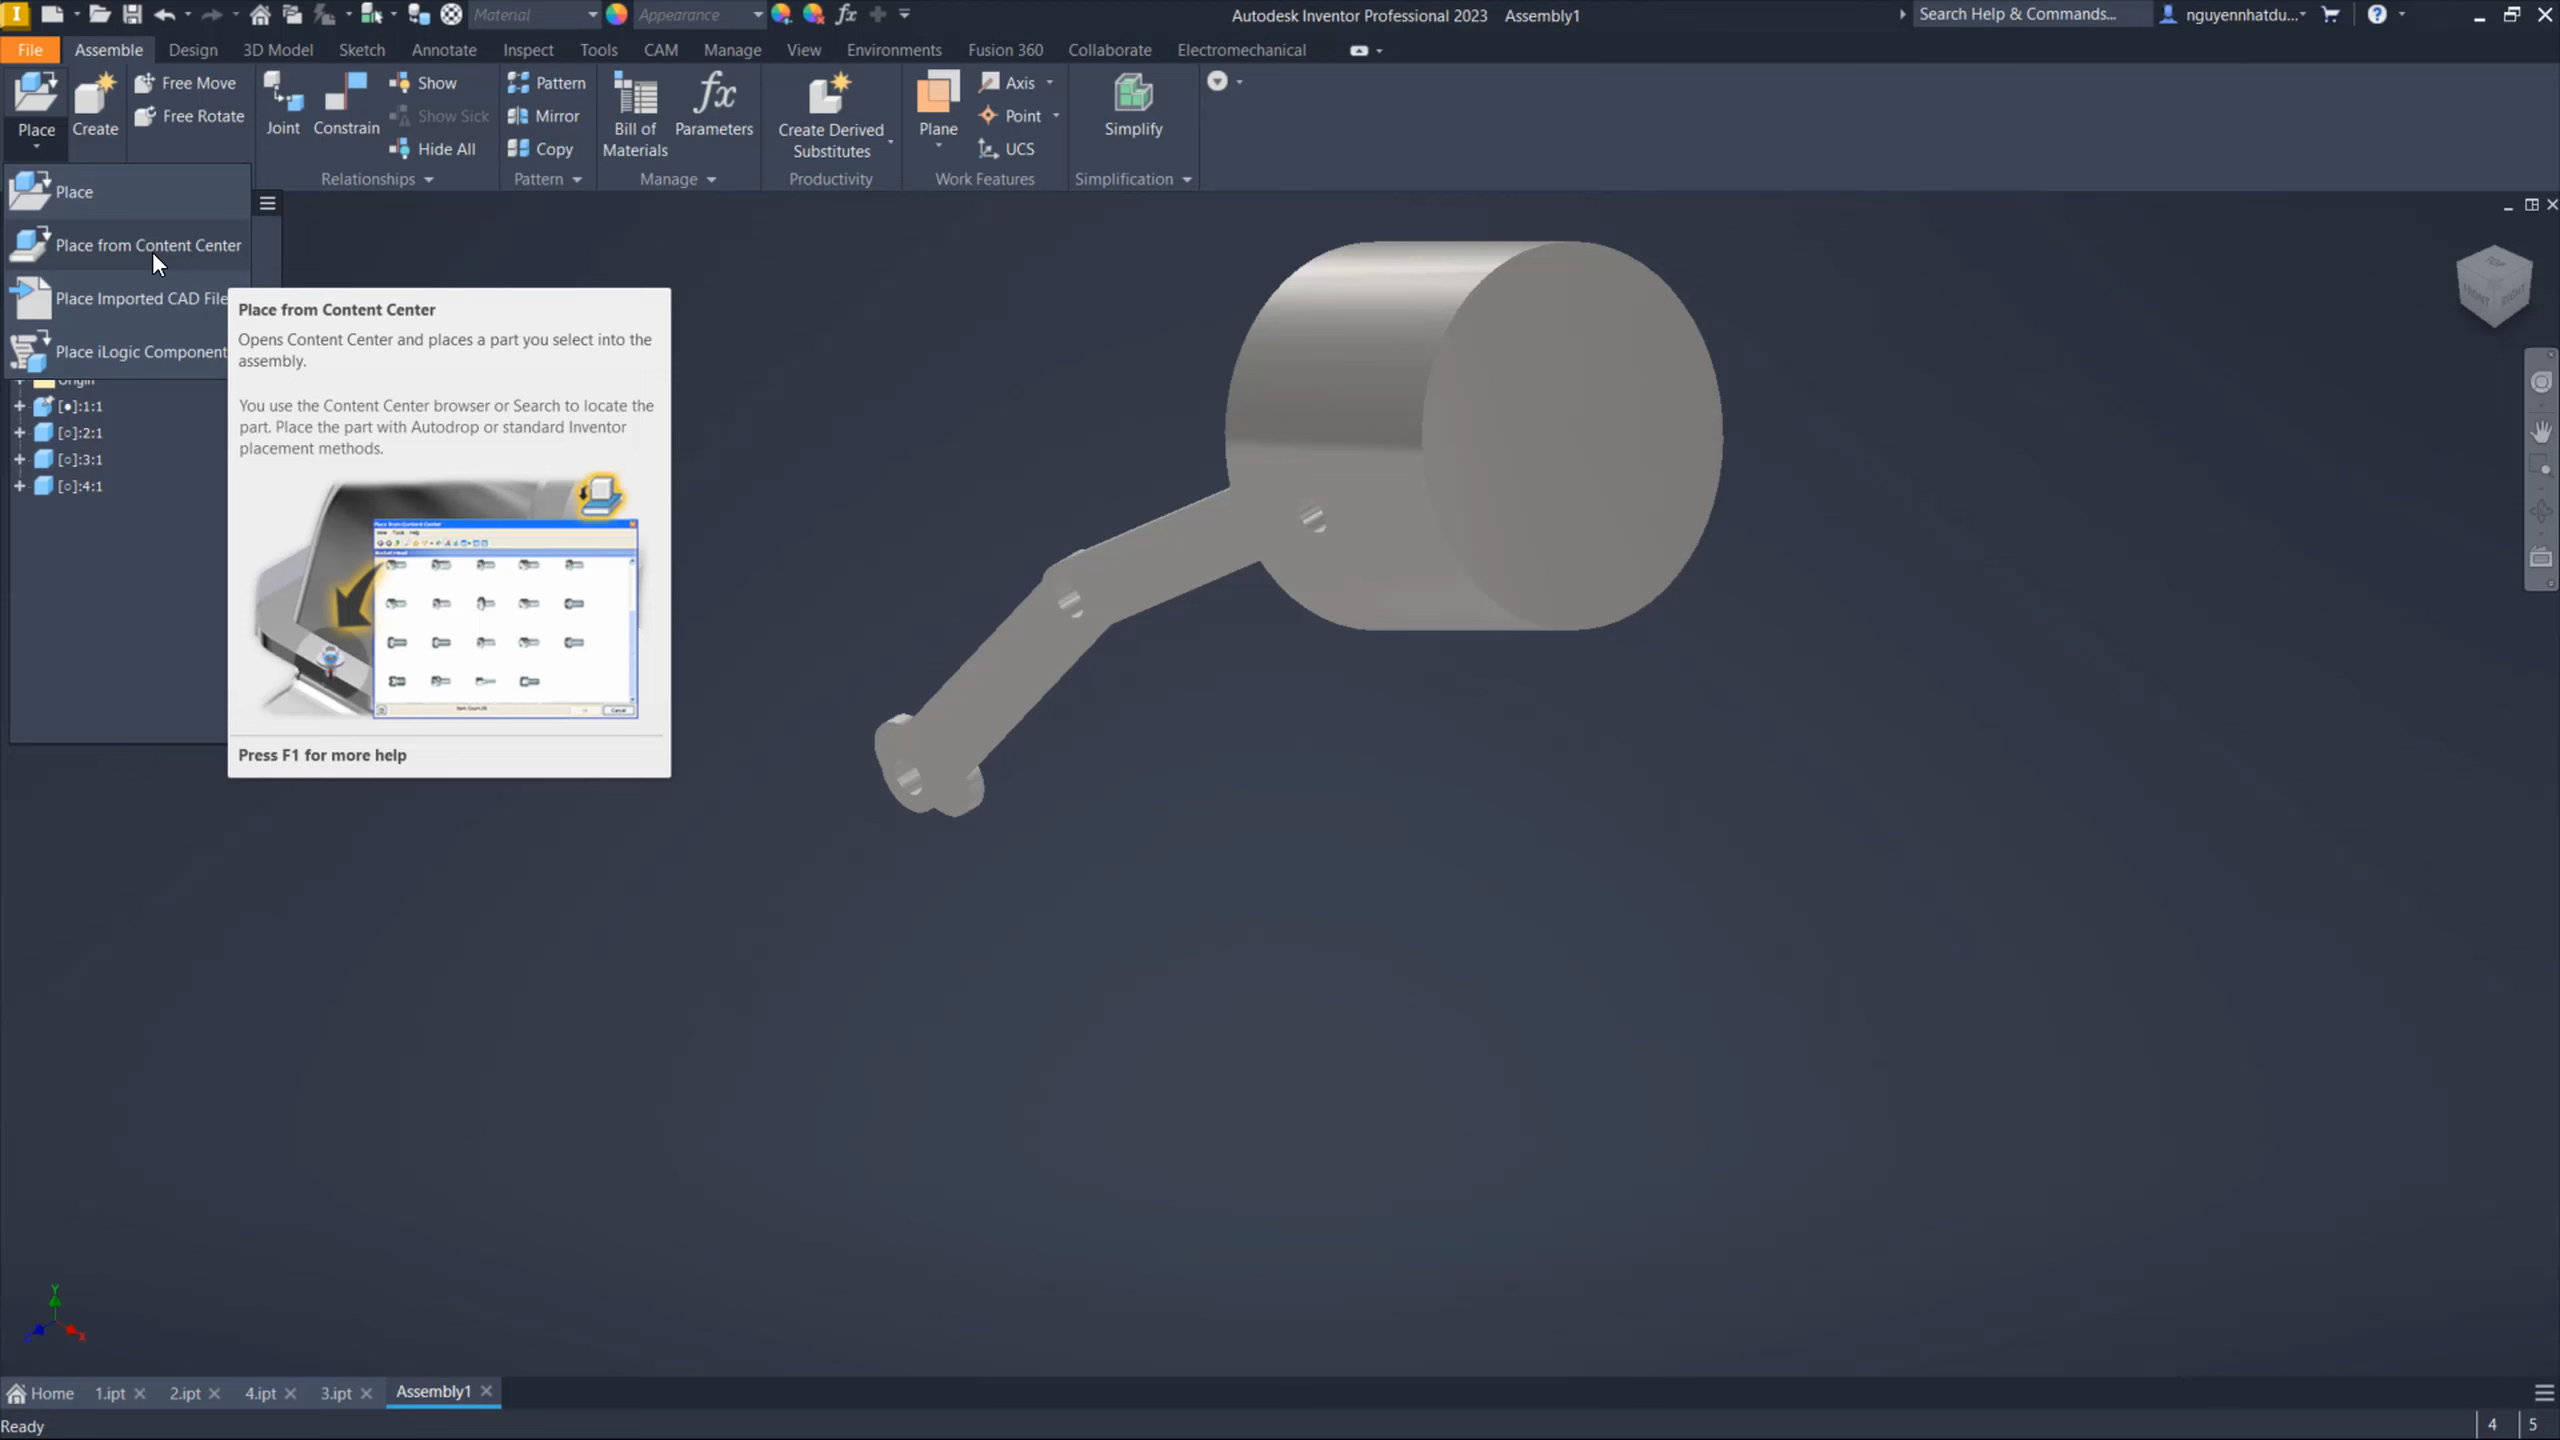 Material
Appearance
Autodesk Inventor Professional 2023 Assembly1
Search Help & Commands...
nguyennhatdu...
File
Assemble
Design
3D Model
Sketch
Annotate
Inspect
Tools
CAM
Manage
View
Environments
Fusion 360
Collaborate
Electromechanical
Place
Create
Free Move
Free Rotate
Joint
Constrain
Show
Show Sick
Hide All
Relationships
Pattern
Mirror
Copy
Pattern
Bill of
Materials
Parameters
Manage
Create Derived
Substitutes
Productivity
Plane
Axis
Point
UCS
Work Features
Simplify
Simplification
Place
Place from Content Center
Place Imported CAD File
Place iLogic Component
Origin
[●]:1:1
[○]:2:1
[○]:3:1
[○]:4:1
Place from Content Center
Opens Content Center and places a part you select into the
assembly.
You use the Content Center browser or Search to locate the
part. Place the part with Autodrop or standard Inventor
placement methods.
Press F1 for more help
TOP
FRONT
RIGHT
Y
Z
X
Home
1.ipt
2.ipt
4.ipt
3.ipt
Assembly1
Ready
4
5